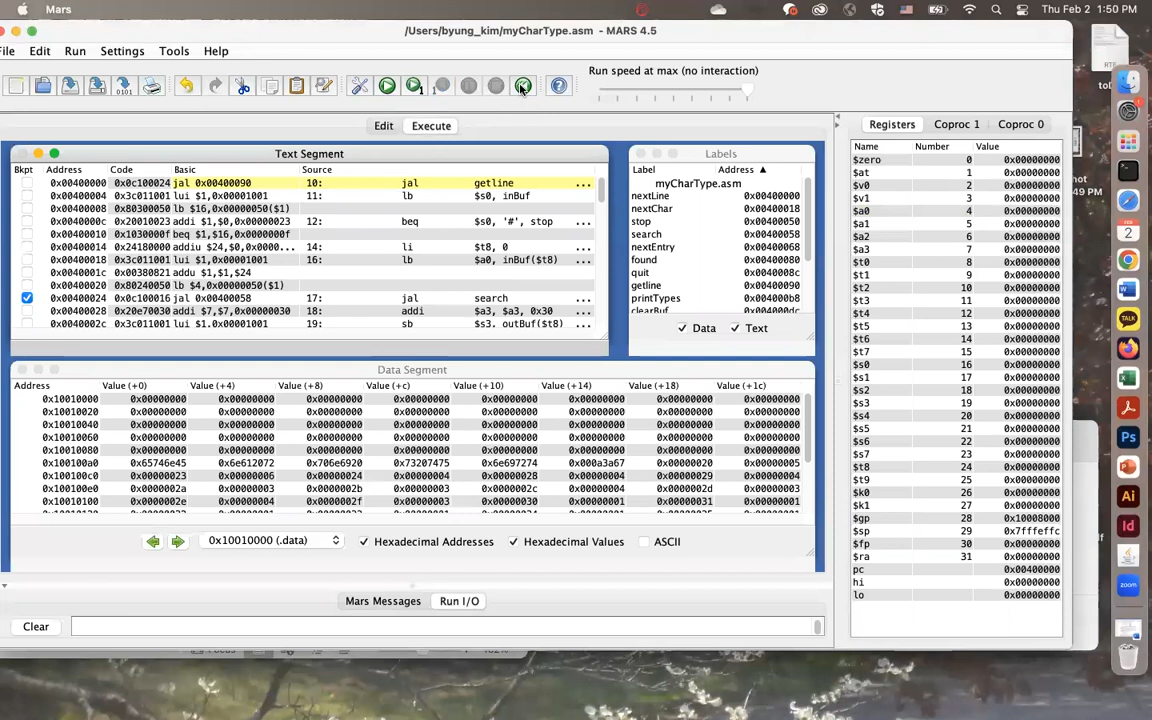 Mars
Thu Feb 2 1:50 PM
/Users/byung_kim/myCharType.asm - MARS 4.5
File Edit Run Settings Tools Help
Run speed at max (no interaction)
Edit Execute
Registers Coproc 1 Coproc 0
Text Segment
Bkpt Address Code Basic Source
0x00400000 0x0c100024 jal 0x00400090 10: jal getline ...
0x00400004 0x3c011001 lui $1,0x00001001 11: lb $s0, inBuf
0x00400008 0x80300050 lb $16,0x00000050($1)
0x0040000c 0x20010023 addi $1,$0,0x00000023 12: beq $s0, '#', stop ...
0x00400010 0x1030000f beq $1,$16,0x0000000f
0x00400014 0x24180000 addiu $24,$0,0x0000... 14: li $t8, 0
0x00400018 0x3c011001 lui $1,0x00001001 16: lb $a0, inBuf($t8) ...
0x0040001c 0x00380821 addu $1,$1,$24
0x00400020 0x80240050 lb $4,0x00000050($1)
0x00400024 0x0c100016 jal 0x00400058 17: jal search ...
0x00400028 0x20e70030 addi $7,$7,0x00000030 18: addi $a3, $a3, 0x30 ...
0x0040002c 0x3c011001 lui $1,0x00001001 19: sb $s3, outBuf($t8) ...
Labels
Label Address ▲
myCharType.asm
nextLine 0x00400000
nextChar 0x00400018
stop 0x00400050
search 0x00400058
nextEntry 0x00400068
found 0x00400080
quit 0x0040008c
getline 0x00400090
printTypes 0x004000b8
clearBuf 0x004000dc
Data Text
Data Segment
Address Value (+0) Value (+4) Value (+8) Value (+c) Value (+10) Value (+14) Value (+18) Value (+1c)
0x10010000 0x00000000 0x00000000 0x00000000 0x00000000 0x00000000 0x00000000 0x00000000 0x00000000
0x10010020 0x00000000 0x00000000 0x00000000 0x00000000 0x00000000 0x00000000 0x00000000 0x00000000
0x10010040 0x00000000 0x00000000 0x00000000 0x00000000 0x00000000 0x00000000 0x00000000 0x00000000
0x10010060 0x00000000 0x00000000 0x00000000 0x00000000 0x00000000 0x00000000 0x00000000 0x00000000
0x10010080 0x00000000 0x00000000 0x00000000 0x00000000 0x00000000 0x00000000 0x00000000 0x00000000
0x100100a0 0x65746e45 0x6e612072 0x706e6920 0x73207475 0x6e697274 0x000a3a67 0x00000020 0x00000005
0x100100c0 0x00000023 0x00000006 0x00000024 0x00000004 0x00000028 0x00000004 0x00000029 0x00000004
0x100100e0 0x0000002a 0x00000003 0x0000002b 0x00000003 0x0000002c 0x00000004 0x0000002d 0x00000003
0x10010100 0x0000002e 0x00000004 0x0000002f 0x00000003 0x00000030 0x00000001 0x00000031 0x00000001
0x10010000 (.data) Hexadecimal Addresses Hexadecimal Values ASCII
Mars Messages Run I/O
Clear
Name Number Value
$zero 0 0x00000000
$at 1 0x00000000
$v0 2 0x00000000
$v1 3 0x00000000
$a0 4 0x00000000
$a1 5 0x00000000
$a2 6 0x00000000
$a3 7 0x00000000
$t0 8 0x00000000
$t1 9 0x00000000
$t2 10 0x00000000
$t3 11 0x00000000
$t4 12 0x00000000
$t5 13 0x00000000
$t6 14 0x00000000
$t7 15 0x00000000
$s0 16 0x00000000
$s1 17 0x00000000
$s2 18 0x00000000
$s3 19 0x00000000
$s4 20 0x00000000
$s5 21 0x00000000
$s6 22 0x00000000
$s7 23 0x00000000
$t8 24 0x00000000
$t9 25 0x00000000
$k0 26 0x00000000
$k1 27 0x00000000
$gp 28 0x10008000
$sp 29 0x7fffeffc
$fp 30 0x00000000
$ra 31 0x00000000
pc 0x00400000
hi 0x00000000
lo 0x00000000
RTF
FEB
2
TALK
Ps
Ai
Id
zoom